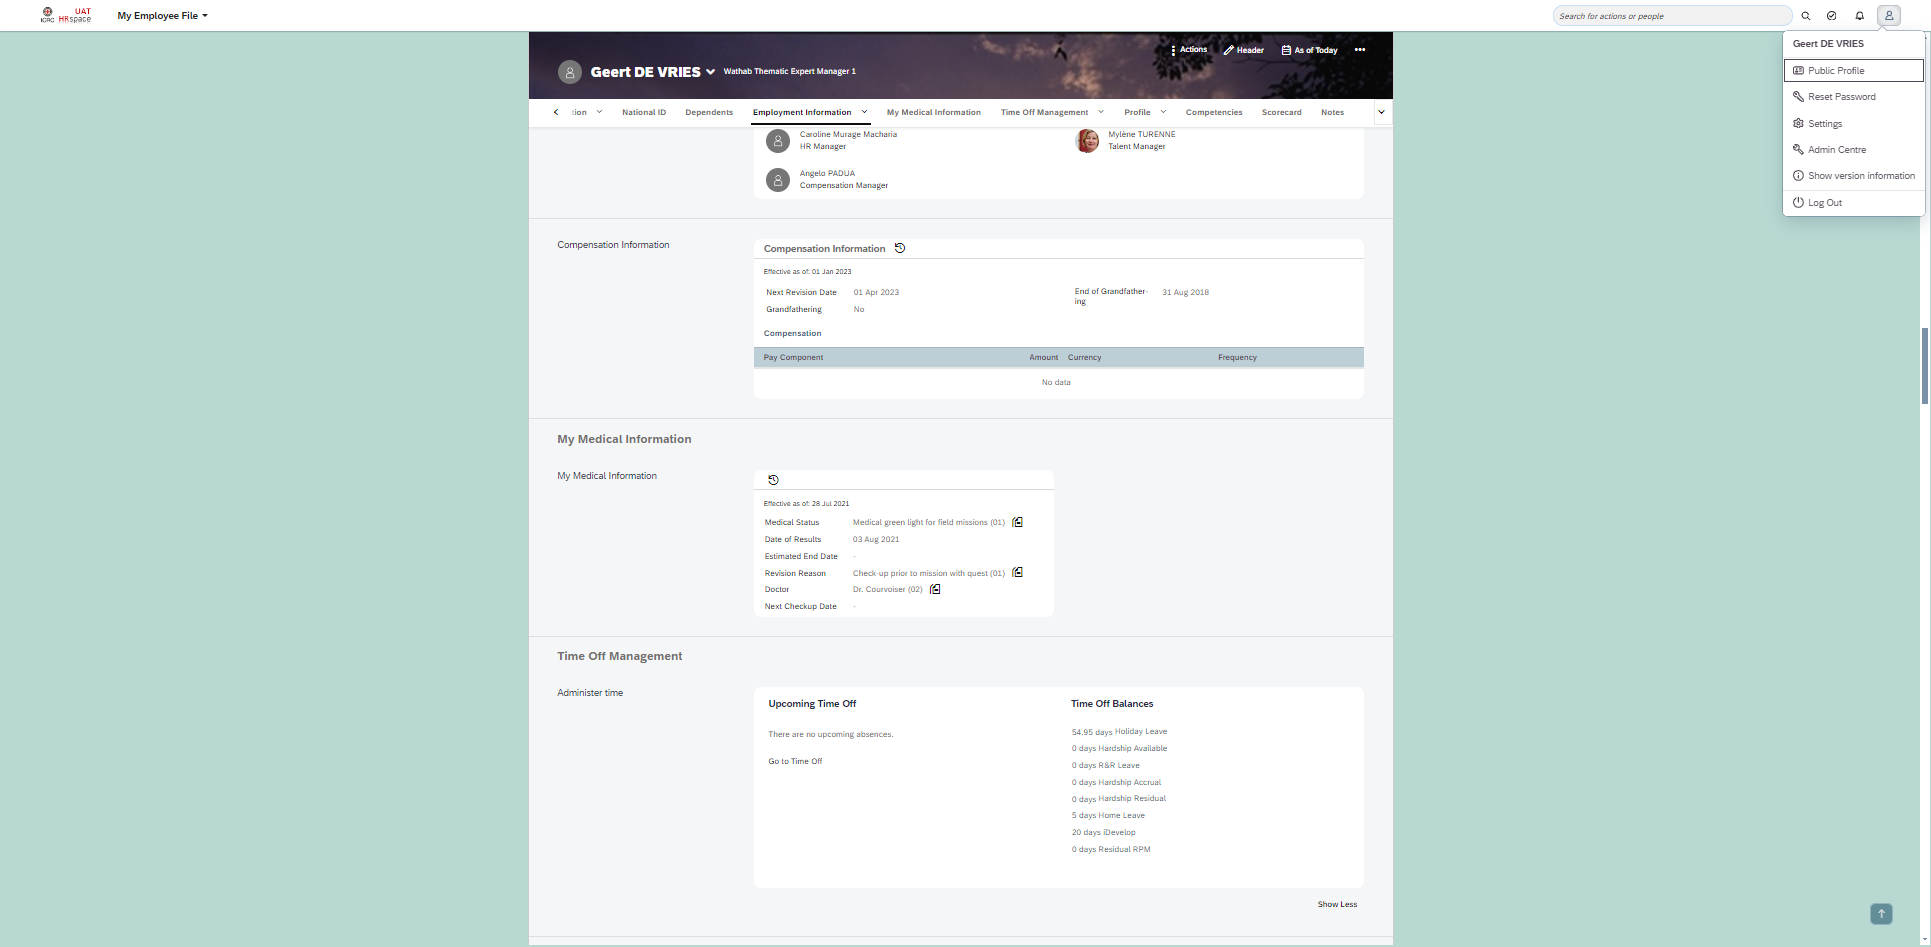 ICRC
UAT
HRspace
My Employee File
Search for actions or people
Geert DE VRIES
Public Profile
Reset Password
Settings
Admin Centre
Show version information
Log Out
Actions
Header
As of Today
Geert DE VRIES
Wathab Thematic Expert Manager 1
tion
National ID
Dependents
Employment Information
My Medical Information
Time Off Management
Profile
Competencies
Scorecard
Notes
Caroline Murage Macharia
HR Manager
Mylène TURENNE
Talent Manager
Angelo PADUA
Compensation Manager
Compensation Information
Compensation Information
Effective as of: 01 Jan 2023
Next Revision Date 01 Apr 2023
End of Grandfather-
ing
31 Aug 2018
Grandfathering No
Compensation
Pay Component Amount Currency Frequency
No data
My Medical Information
My Medical Information
Effective as of: 28 Jul 2021
Medical Status Medical green light for field missions (01)
Date of Results 03 Aug 2021
Estimated End Date -
Revision Reason Check-up prior to mission with quest (01)
Doctor Dr. Courvoiser (02)
Next Checkup Date -
Time Off Management
Administer time
Upcoming Time Off
There are no upcoming absences.
Go to Time Off
Time Off Balances
54.95 days Holiday Leave
0 days Hardship Available
0 days R&R Leave
0 days Hardship Accrual
0 days Hardship Residual
5 days Home Leave
20 days iDevelop
0 days Residual RPM
Show Less